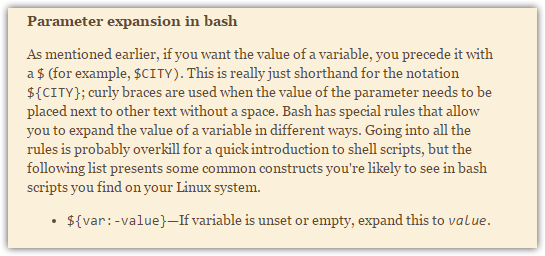 Parameter expansion in bash
As mentioned earlier, if you want the value of a variable, you precede it with
a $ (for example, $CITY). This is really just shorthand for the notation
${CITY}; curly braces are used when the value of the parameter needs to be
placed next to other text without a space. Bash has special rules that allow
you to expand the value of a variable in different ways. Going into all the
rules is probably overkill for a quick introduction to shell scripts, but the
following list presents some common constructs you're likely to see in bash
scripts you find on your Linux system.
• ${var:-value}—If variable is unset or empty, expand this to value.